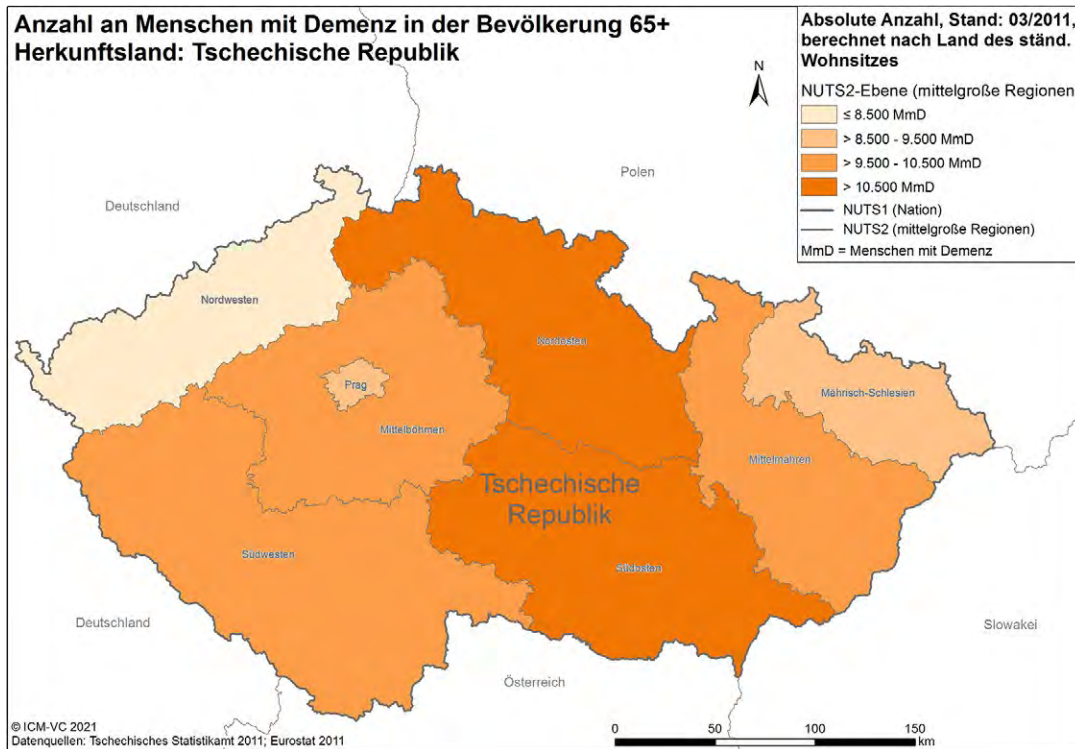 Anzahl an Menschen mit Demenz in der Bevölkerung 65+
Herkunftsland: Tschechische Republik
Absolute Anzahl, Stand: 03/2011,
berechnet nach Land des ständ.
Wohnsitzes
NUTS2-Ebene (mittelgroße Regionen
≤ 8.500 MmD
> 8.500 - 9.500 MmD
> 9.500 - 10.500 MmD
> 10.500 MmD
NUTS1 (Nation)
NUTS2 (mittelgroße Regionen)
MmD = Menschen mit Demenz
N
Polen
Deutschland
Nordwesten
Nordosten
Prag
Mährisch-Schlesien
Mittelböhmen
Mittelmähren
Tschechische
Republik
Südwesten
Südosten
Deutschland
Slowakei
Österreich
© ICM-VC 2021
Datenquellen: Tschechisches Statistikamt 2011; Eurostat 2011
0 50 100 150
km